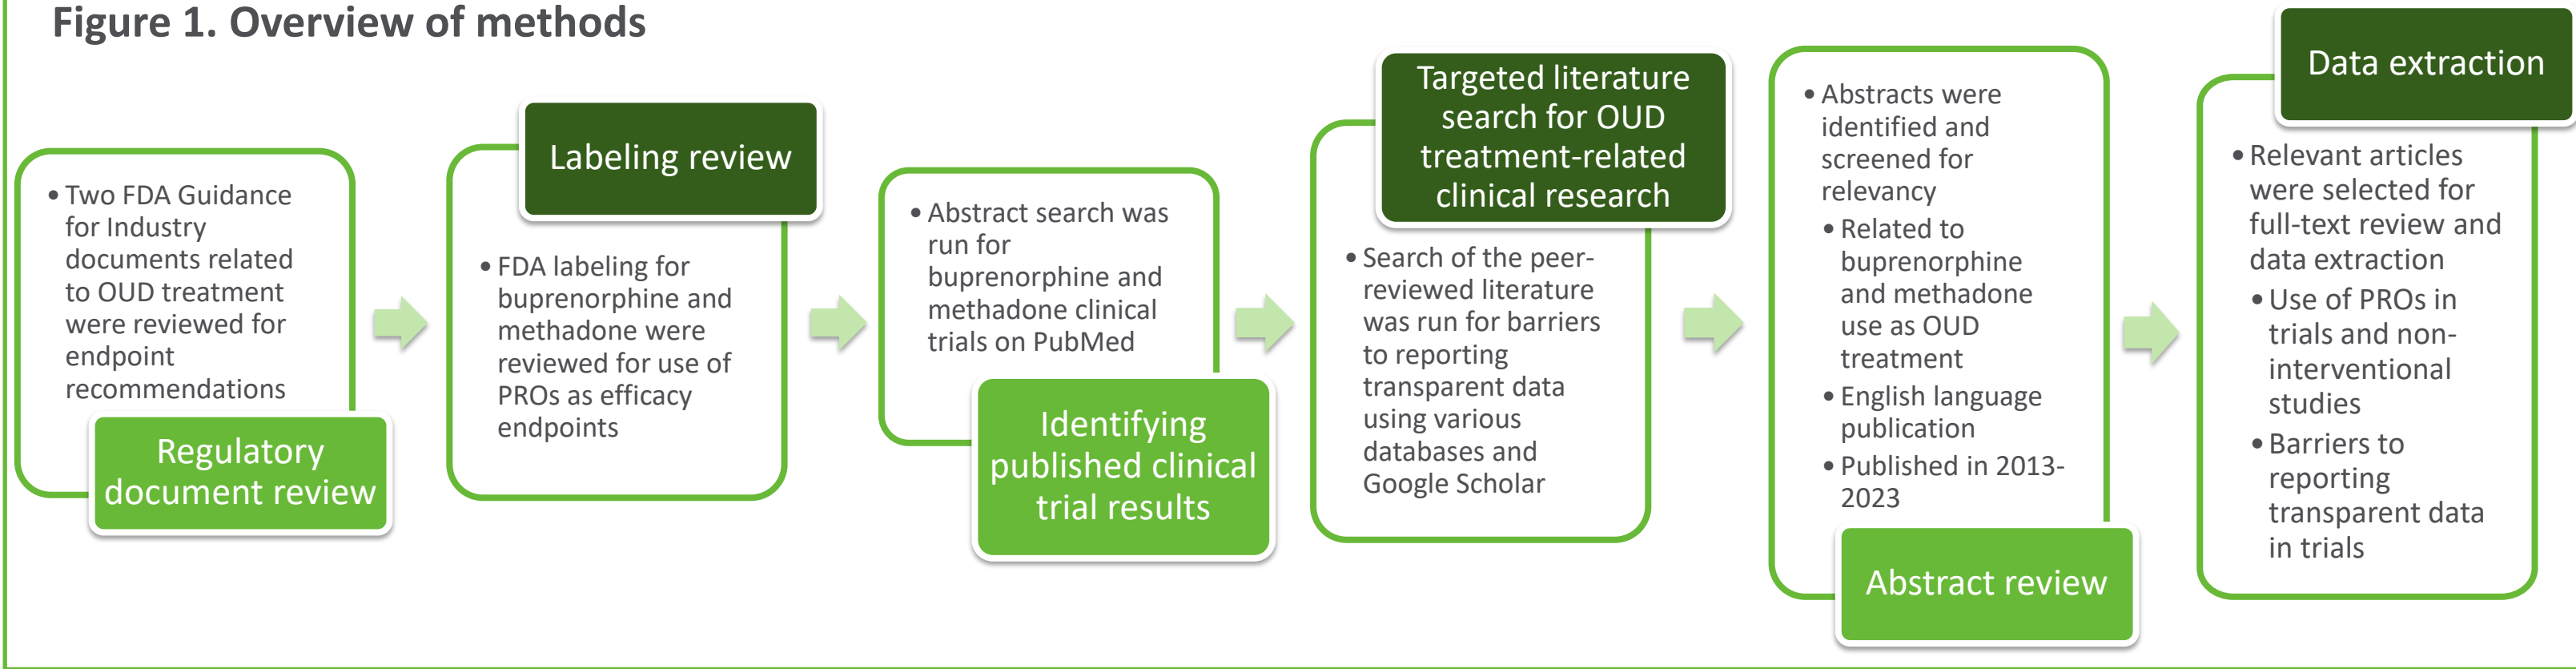 Figure 1. Overview of methods
• Two FDA Guidance
for Industry
documents related
to OUD treatment
were reviewed for
endpoint
recommendations
Regulatory
document review
Labeling review
• FDA labeling for
buprenorphine and
methadone were
reviewed for use of
PROs as efficacy
endpoints
• Abstract search was
run for
buprenorphine and
methadone clinical
trials on PubMed
Identifying
published clinical
trial results
Targeted literature
search for OUD
treatment-related
clinical research
• Search of the peer-
reviewed literature
was run for barriers
to reporting
transparent data
using various
databases and
Google Scholar
• Abstracts were
identified and
screened for
relevancy
• Related to
buprenorphine
and methadone
use as OUD
treatment
• English language
publication
• Published in 2013-
2023
Abstract review
Data extraction
• Relevant articles
were selected for
full-text review and
data extraction
• Use of PROs in
trials and non-
interventional
studies
• Barriers to
reporting
transparent data
in trials